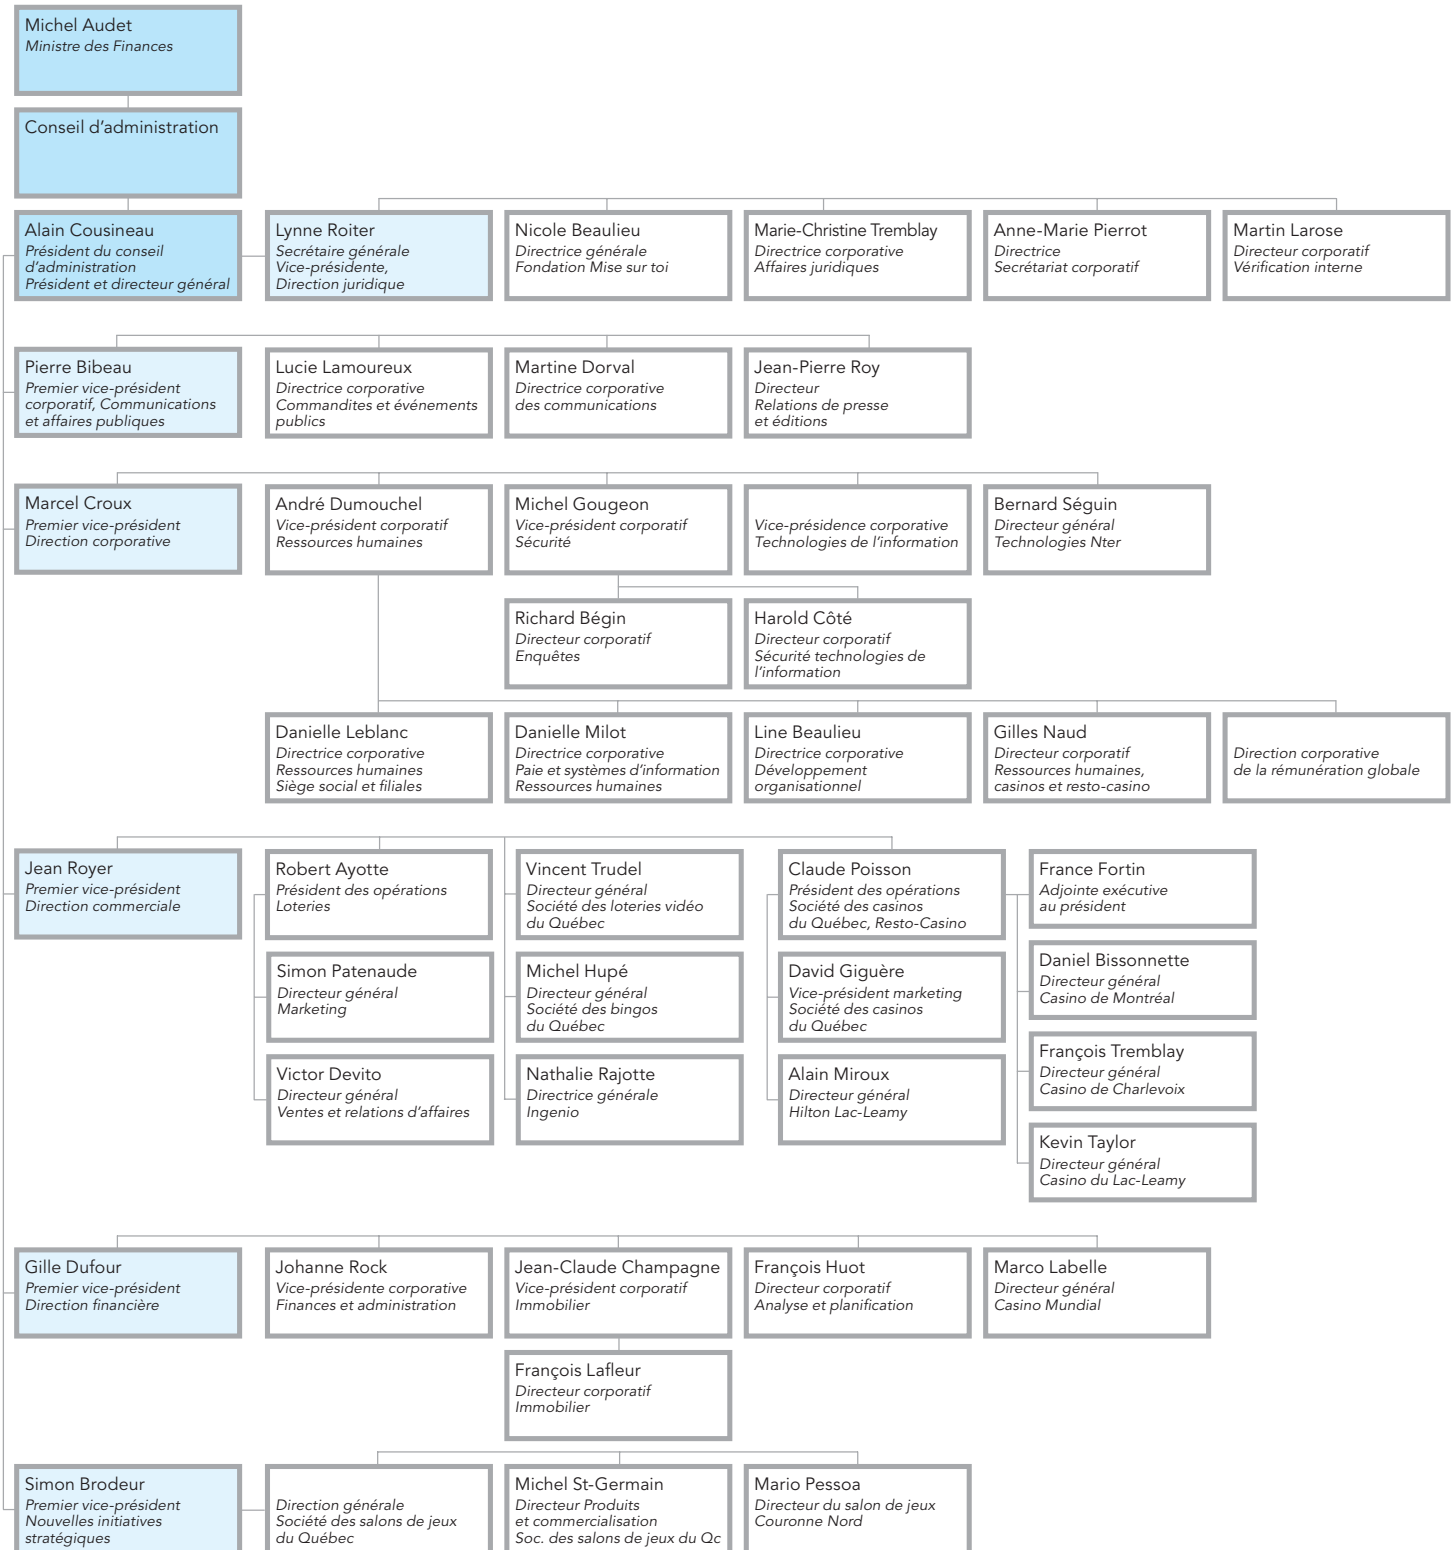 Michel Audet
Ministre des Finances
Conseil d'administration
Alain Cousineau
Président du conseil
d'administration
Président et directeur général
Lynne Roiter
Secrétaire générale
Vice-présidente,
Direction juridique
Nicole Beaulieu
Directrice générale
Fondation Mise sur toi
Marie-Christine Tremblay
Directrice corporative
Affaires juridiques
Anne-Marie Pierrot
Directrice
Secrétariat corporatif
Martin Larose
Directeur corporatif
Vérification interne
Pierre Bibeau
Premier vice-président
corporatif, Communications
et affaires publiques
Lucie Lamoureux
Directrice corporative
Commandites et événements
publics
Martine Dorval
Directrice corporative
des communications
Jean-Pierre Roy
Directeur
Relations de presse
et éditions
Marcel Croux
Premier vice-président
Direction corporative
André Dumouchel
Vice-président corporatif
Ressources humaines
Michel Gougeon
Vice-président corporatif
Sécurité
Vice-présidence corporative
Technologies de l'information
Bernard Séguin
Directeur général
Technologies Nter
Richard Bégin
Directeur corporatif
Enquêtes
Harold Côté
Directeur corporatif
Sécurité technologies de
l'information
Danielle Leblanc
Directrice corporative
Ressources humaines
Siège social et filiales
Danielle Milot
Directrice corporative
Paie et systèmes d'information
Ressources humaines
Line Beaulieu
Directrice corporative
Développement
organisationnel
Gilles Naud
Directeur corporatif
Ressources humaines,
casinos et resto-casino
Direction corporative
de la rémunération globale
Jean Royer
Premier vice-président
Direction commerciale
Robert Ayotte
Président des opérations
Loteries
Simon Patenaude
Directeur général
Marketing
Victor Devito
Directeur général
Ventes et relations d'affaires
Vincent Trudel
Directeur général
Société des loteries vidéo
du Québec
Michel Hupé
Directeur général
Société des bingos
du Québec
Nathalie Rajotte
Directrice générale
Ingenio
Claude Poisson
Président des opérations
Société des casinos
du Québec, Resto-Casino
David Giguère
Vice-président marketing
Société des casinos
du Québec
Alain Miroux
Directeur général
Hilton Lac-Leamy
France Fortin
Adjointe exécutive
au président
Daniel Bissonnette
Directeur général
Casino de Montréal
François Tremblay
Directeur général
Casino de Charlevoix
Kevin Taylor
Directeur général
Casino du Lac-Leamy
Gille Dufour
Premier vice-président
Direction financière
Johanne Rock
Vice-présidente corporative
Finances et administration
Jean-Claude Champagne
Vice-président corporatif
Immobilier
François Huot
Directeur corporatif
Analyse et planification
Marco Labelle
Directeur général
Casino Mundial
François Lafleur
Directeur corporatif
Immobilier
Simon Brodeur
Premier vice-président
Nouvelles initiatives
stratégiques
Direction générale
Société des salons de jeux
du Québec
Michel St-Germain
Directeur Produits
et commercialisation
Soc. des salons de jeux du Qc
Mario Pessoa
Directeur du salon de jeux
Couronne Nord